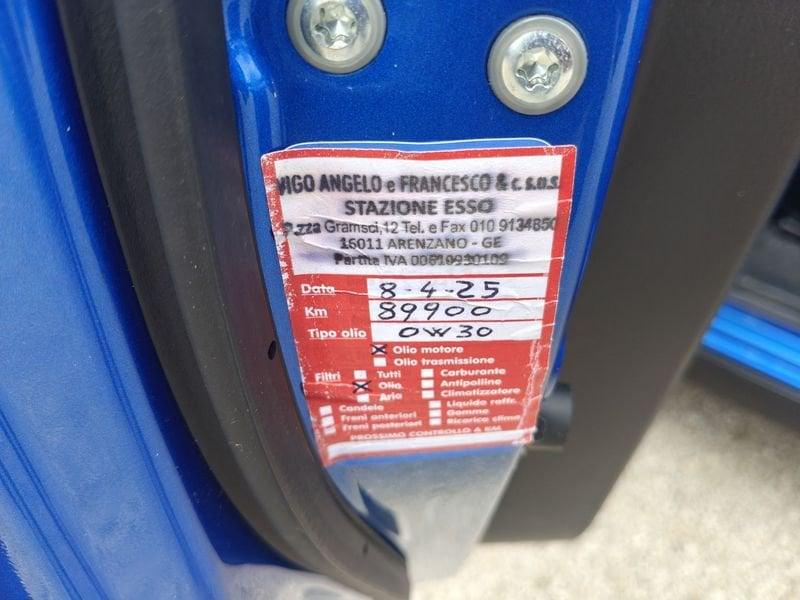 VIGO ANGELO e FRANCESCO & C. s.a.s.
STAZIONE ESSO
P.zza Gramsci,12 Tel. e Fax 010 9134850
16011 ARENZANO - GE
Partita IVA
Data 8-4-25
Km 89900
Tipo olio 0W30
Olio motore
Olio trasmissione
Filtri Tutti Carburante
Olio Antipolline
Aria Climatizzatore
Candele Liquido raffr.
Freni anteriori Gomme
Freni posteriori Ricarica clima
PROSSIMO CONTROLLO A KM